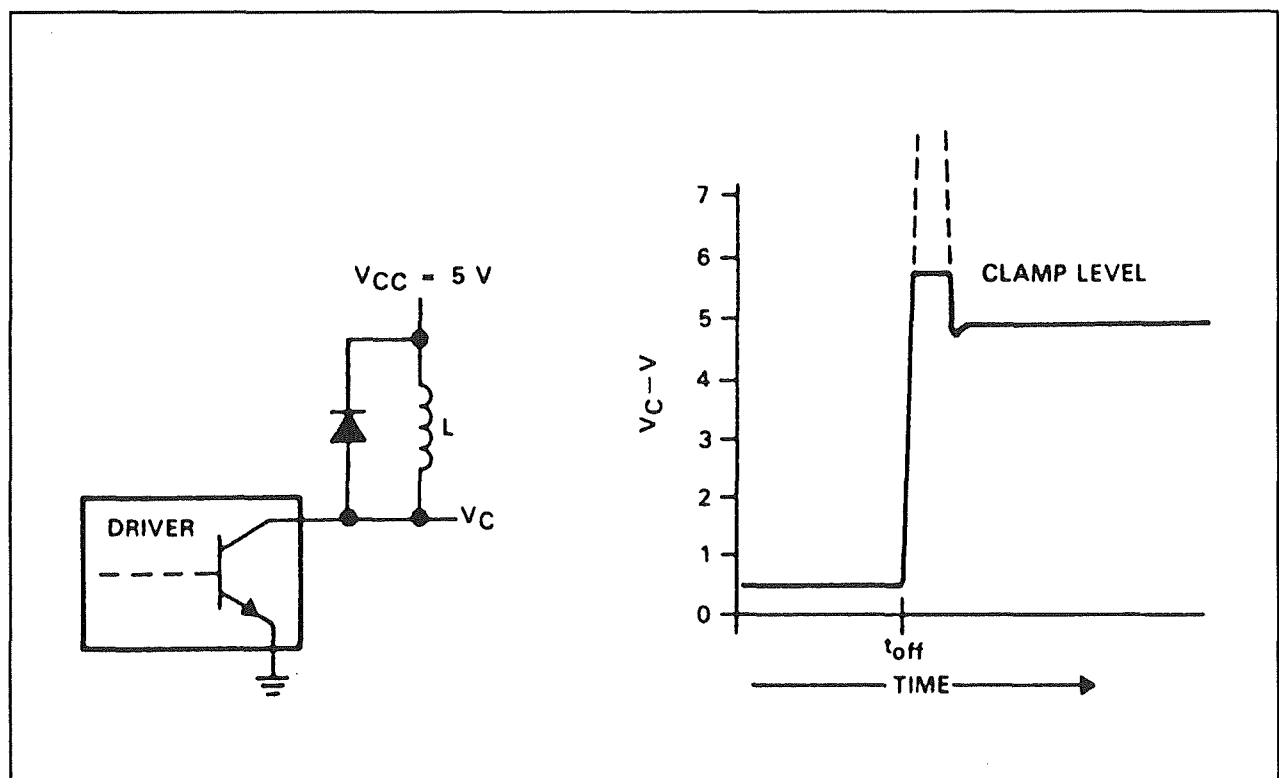 VCC = 5 V
L
VC
DRIVER
7
6
5
4
3
2
1
0
VC–V
CLAMP LEVEL
toff
TIME